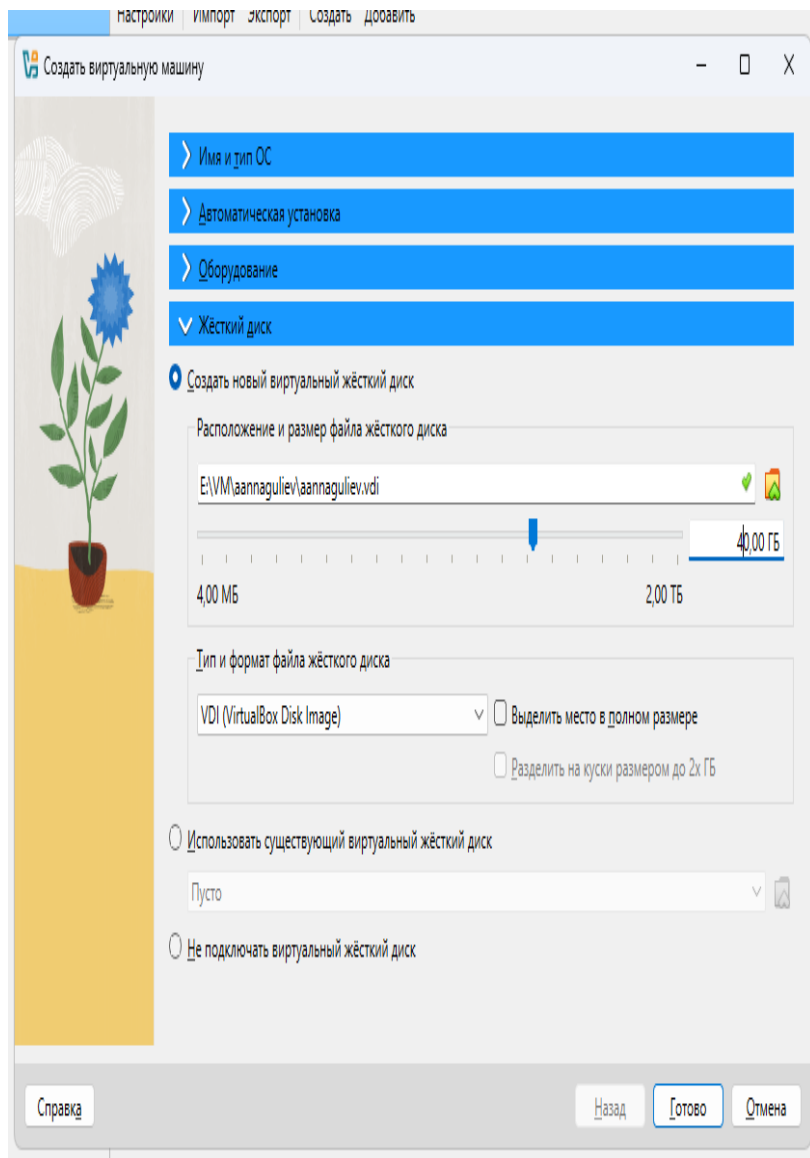 Настройки Импорт Экспорт Создать Добавить
Создать виртуальную машину
Имя и тип ОС
Автоматическая установка
Оборудование
Жёсткий диск
Создать новый виртуальный жёсткий диск
Расположение и размер файла жёсткого диска
E:\VM\aannaguliev\aannaguliev.vdi
40,00 ГБ
4,00 МБ 2,00 ТБ
Тип и формат файла жёсткого диска
VDI (VirtualBox Disk Image) Выделить место в полном размере
Разделить на куски размером до 2х ГБ
Использовать существующий виртуальный жёсткий диск
Пусто
Не подключать виртуальный жёсткий диск
Справка Назад Готово Отмена